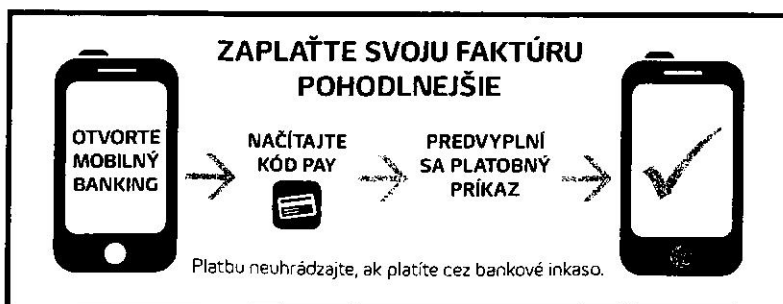 ZAPLAŤTE SVOJU FAKTÚRU
POHODLNEJŠIE
OTVORTE
MOBILNÝ
BANKING
NAČÍTAJTE
KÓD PAY
PREDVYPLNÍ
SA PLATOBNÝ
PRÍKAZ
Platbu neuhrádzajte, ak platíte cez bankové inkaso.